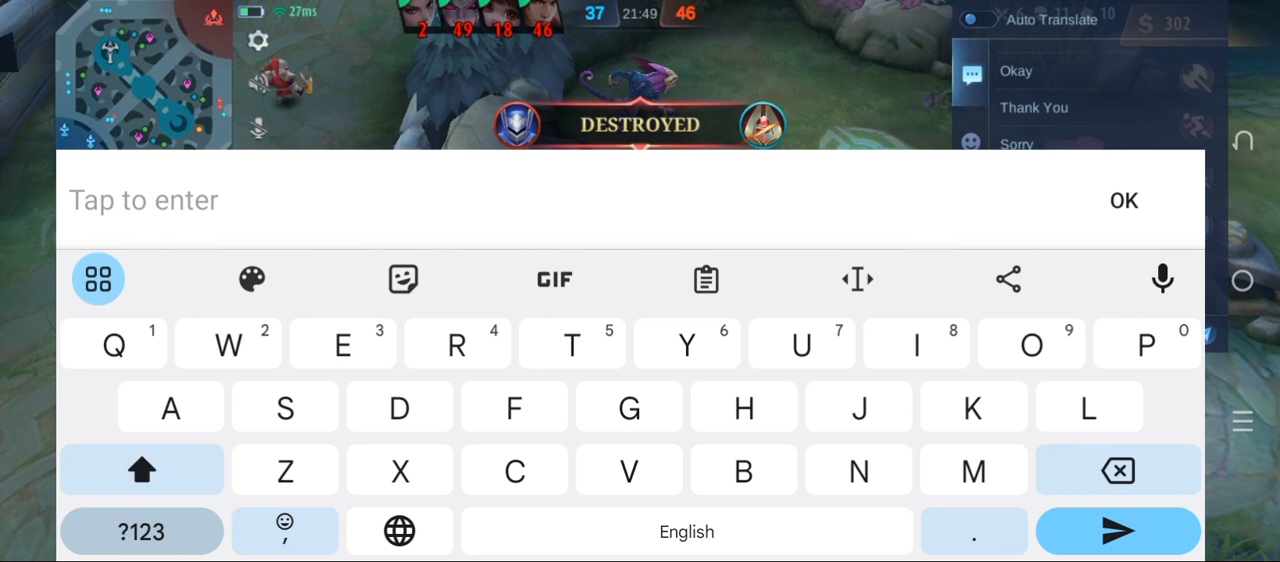 27ms
2 49 18 46
37 21:49 46
Auto Translate
10
$ 302
Okay
Thank You
Sorry
DESTROYED
Tap to enter
OK
GIF
Q 1 W 2 E 3 R 4 T 5 Y 6 U 7 I 8 O 9 P 0
A S D F G H J K L
Z X C V B N M
?123 , English .